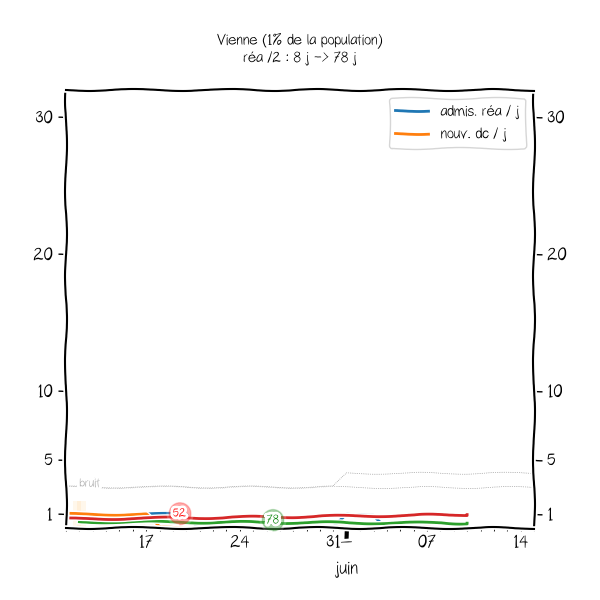 Vienne (1% de la population)
réa /2 : 8 j -> 78 j
admis. réa / j
nouv. dc / j
30
30
20
20
10
10
5
5
bruit
1
52
78
1
17
24
31
07
14
juin